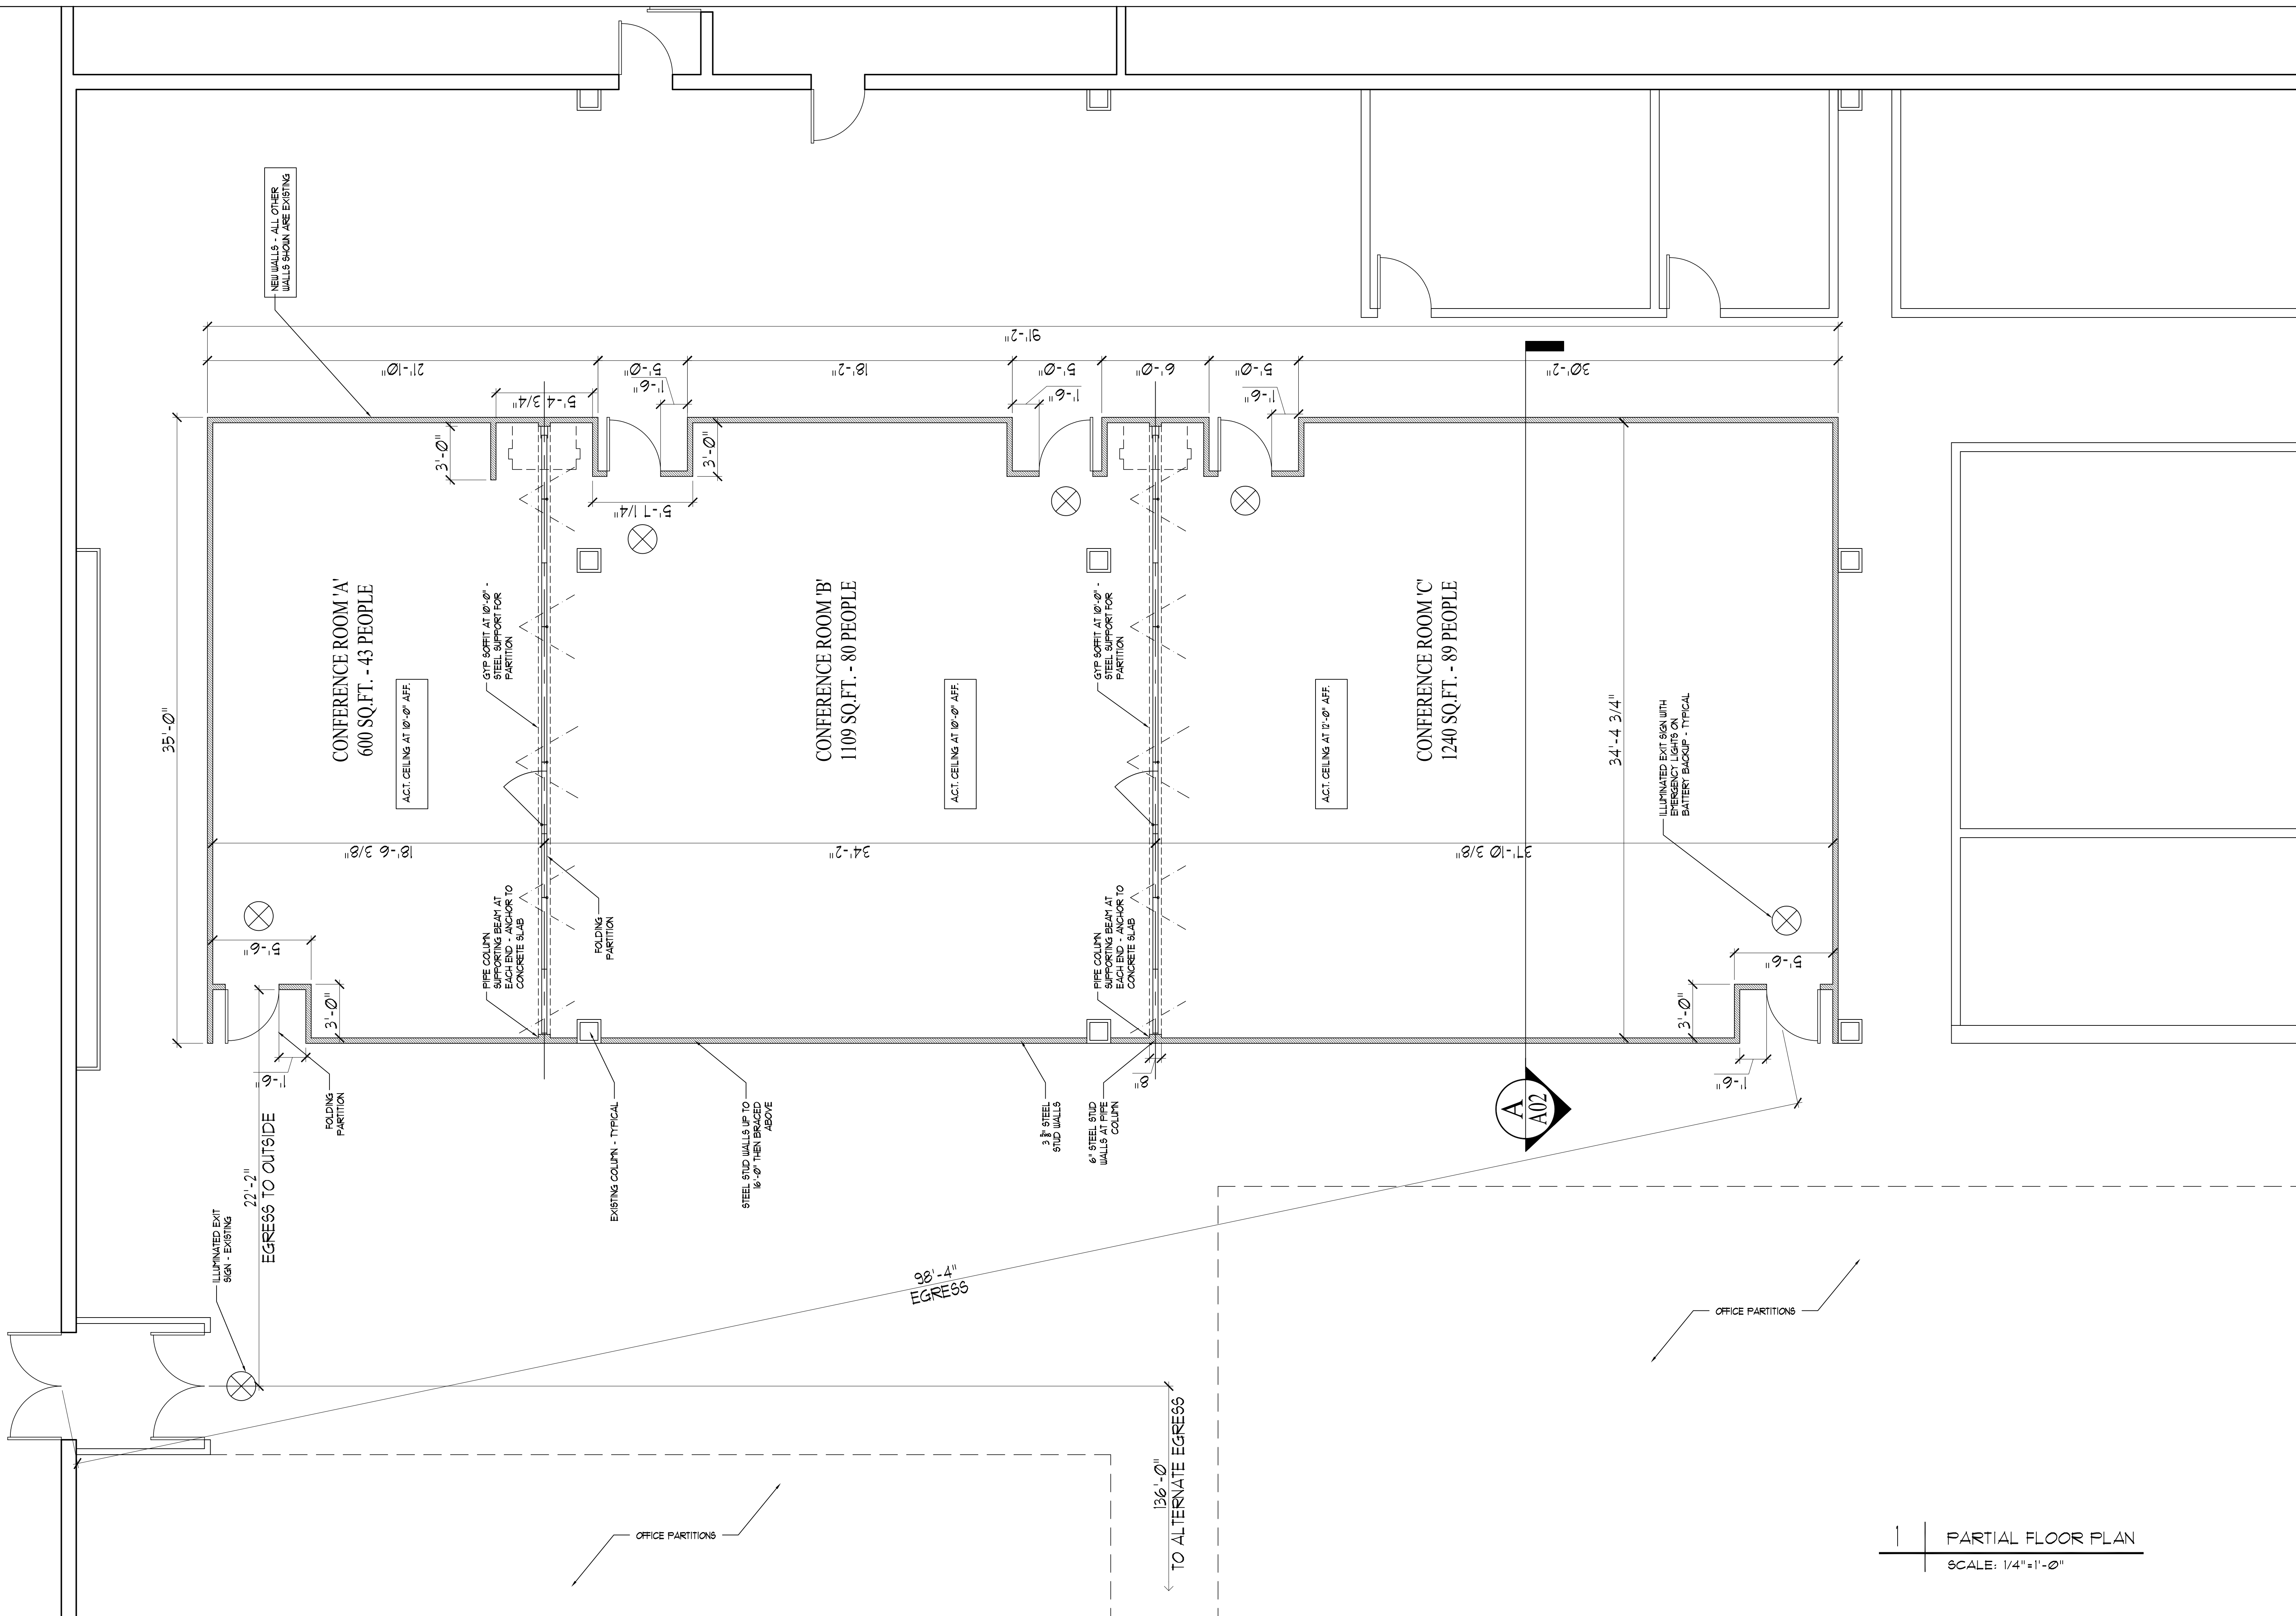 NEW WALLS - ALL OTHER
WALLS SHOWN ARE EXISTING
91'-2"
21'-10"
5'-0"
18'-2"
5'-0"
6'-0"
5'-0"
30'-2"
5'-4 3/4"
1'-6"
1'-6"
1'-6"
35'-0"
3'-0"
3'-0"
5'-7 1/4"
CONFERENCE ROOM 'A'
600 SQ.FT. - 43 PEOPLE
A.C.T. CEILING AT 10'-0" AFF.
GYP SOFFIT AT 10'-0" -
STEEL SUPPORT FOR
PARTITION
CONFERENCE ROOM 'B'
1109 SQ.FT. - 80 PEOPLE
A.C.T. CEILING AT 10'-0" AFF.
GYP SOFFIT AT 10'-0" -
STEEL SUPPORT FOR
PARTITION
CONFERENCE ROOM 'C'
1240 SQ.FT. - 89 PEOPLE
A.C.T. CEILING AT 12'-0" AFF.
34'-4 3/4"
ILLUMINATED EXIT SIGN WITH
EMERGENCY LIGHTS ON
BATTERY BACKUP - TYPICAL
18'-6 3/8"
34'-2"
37'-10 3/8"
5'-6"
PIPE COLUMN
SUPPORTING BEAM AT
EACH END - ANCHOR TO
CONCRETE SLAB
FOLDING
PARTITION
PIPE COLUMN
SUPPORTING BEAM AT
EACH END - ANCHOR TO
CONCRETE SLAB
5'-6"
3'-0"
3'-0"
1'-6"
8"
1'-6"
FOLDING
PARTITION
EXISTING COLUMN - TYPICAL
STEEL STUD WALLS UP TO
16'-0" THEN BRACED
ABOVE
3 5/8" STEEL
STUD WALLS
6" STEEL STUD
WALLS AT PIPE
COLUMN
A
A02
22'-2"
EGRESS TO OUTSIDE
ILLUMINATED EXIT
SIGN - EXISTING
98'-4"
EGRESS
OFFICE PARTITIONS
136'-0"
TO ALTERNATE EGRESS
OFFICE PARTITIONS
1
PARTIAL FLOOR PLAN
SCALE: 1/4"=1'-0"